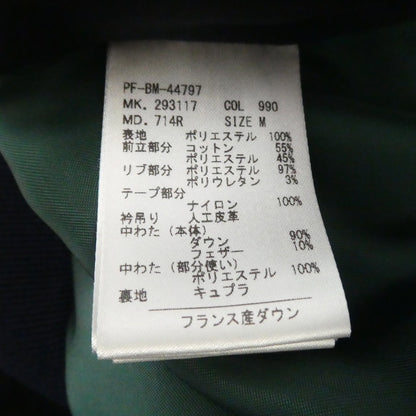 PF-BM-44797
MK. 293117 COL 990
MD. 714R SIZE M
表地 ポリエステル 100%
前立部分 コットン 55%
ポリエステル 45%
リブ部分 ポリエステル 97%
ポリウレタン 3%
テープ部分
ナイロン 100%
衿吊り 人工皮革
中わた (本体)
ダウン 90%
フェザー 10%
中わた (部分使い)
ポリエステル 100%
裏地 キュプラ
フランス産ダウン